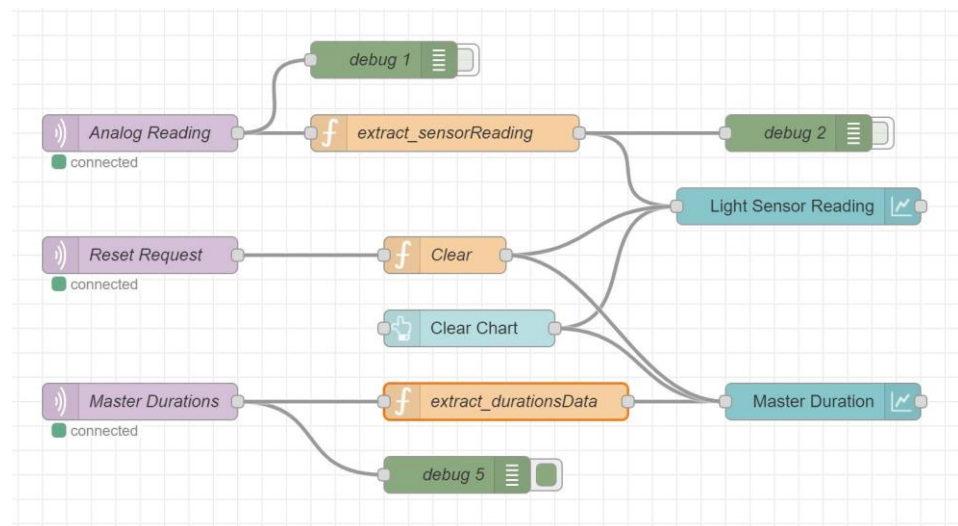 debug 1
Analog Reading
extract_sensorReading
debug 2
connected
Light Sensor Reading
Reset Request
Clear
connected
Clear Chart
Master Durations
extract_durationsData
Master Duration
connected
debug 5